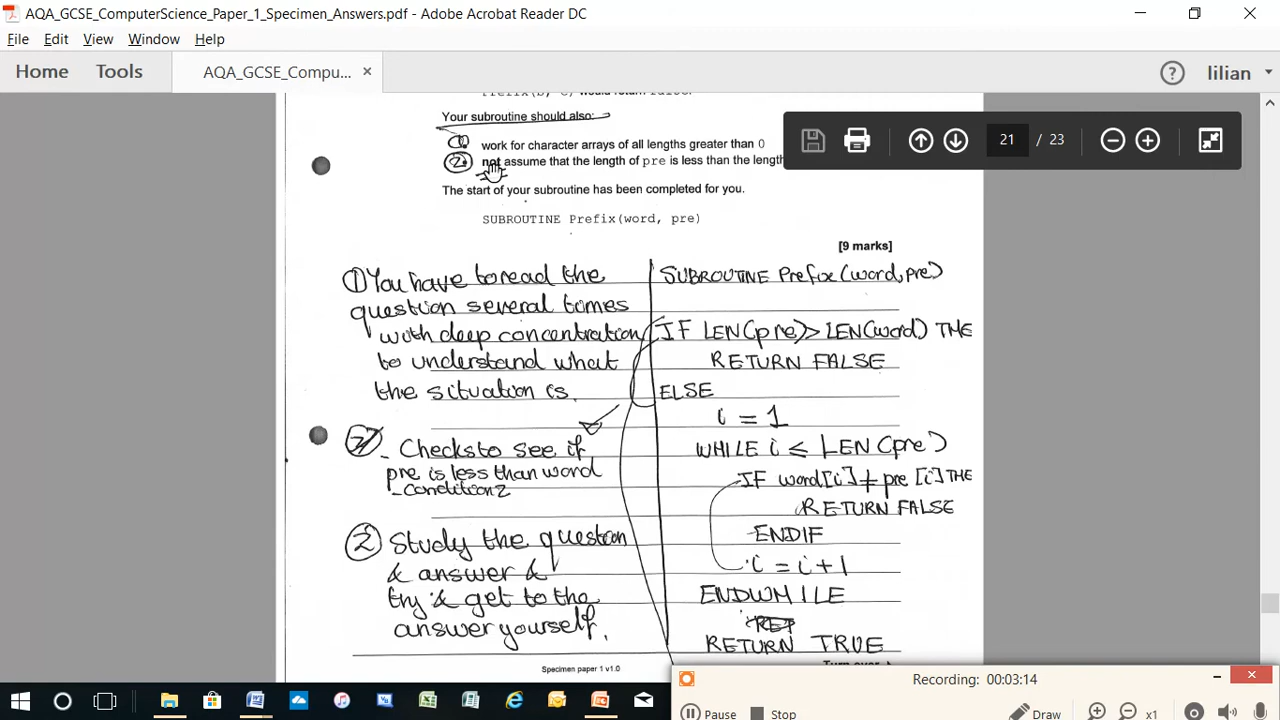 AQA_GCSE_ComputerScience_Paper_1_Specimen_Answers.pdf - Adobe Acrobat Reader DC
File Edit View Window Help
Home Tools AQA_GCSE_Compu... × lilian
Your subroutine should also:
21 / 23
① work for character arrays of all lengths greater than 0
②. not assume that the length of pre is less than the length
The start of your subroutine has been completed for you.
SUBROUTINE Prefix(word, pre)
[9 marks]
① You have to read the
question several times
with deep concentration
to understand what
the situation is.
- Checks to see if
pre is less than word
- condition 2
② Study the question
& answer &
try & get to the
answer yourself.
SUBROUTINE Prefix(word, pre)
IF LEN(pre) > LEN(word) THE
RETURN FALSE
ELSE
i = 1
WHILE i ≤ LEN(pre)
IF word[i] ≠ pre[i] THE
RETURN FALSE
ENDIF
i = i + 1
ENDWHILE
RETURN TRUE
Specimen paper 1 v1.0
Recording: 00:03:14
Pause Stop Draw x1